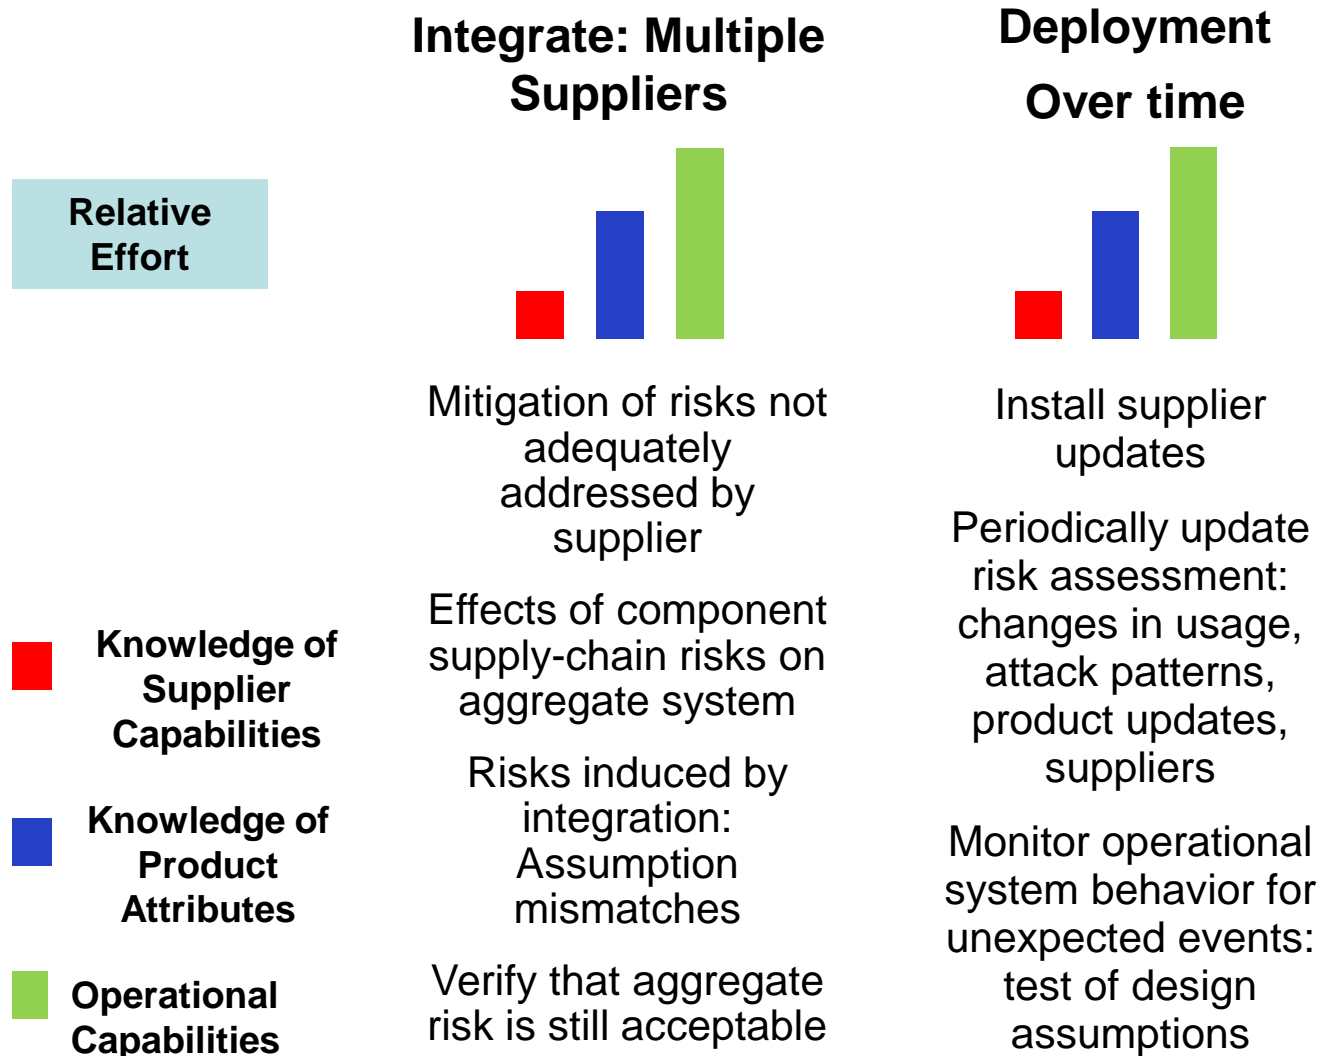 Integrate: Multiple
Suppliers
Deployment
Over time
Relative
Effort
Mitigation of risks not
adequately
addressed by
supplier
Effects of component
supply-chain risks on
aggregate system
Risks induced by
integration:
Assumption
mismatches
Verify that aggregate
risk is still acceptable
Install supplier
updates
Periodically update
risk assessment:
changes in usage,
attack patterns,
product updates,
suppliers
Monitor operational
system behavior for
unexpected events:
test of design
assumptions
Knowledge of
Supplier
Capabilities
Knowledge of
Product
Attributes
Operational
Capabilities